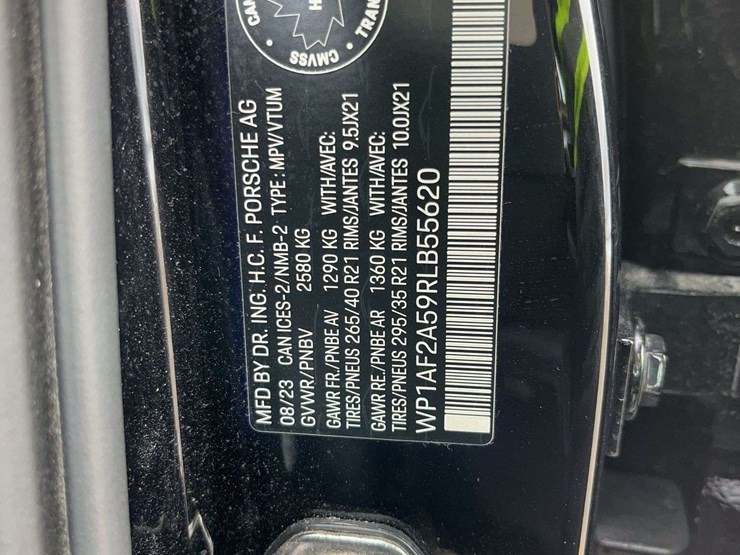 CMVSS
MFD BY DR. ING. H.C. F. PORSCHE AG
08/23 CAN ICES-2/NMB-2 TYPE: MPV/VTUM
GVWR/PNBV 2580 KG
GAWR FR./PNBE AV 1290 KG WITH/AVEC:
TIRES/PNEUS 265/40 R21 RIMS/JANTES 9.5JX21
GAWR RE./PNBE AR 1360 KG WITH/AVEC:
TIRES/PNEUS 295/35 R21 RIMS/JANTES 10.0JX21
WP1AF2A59RLB55620